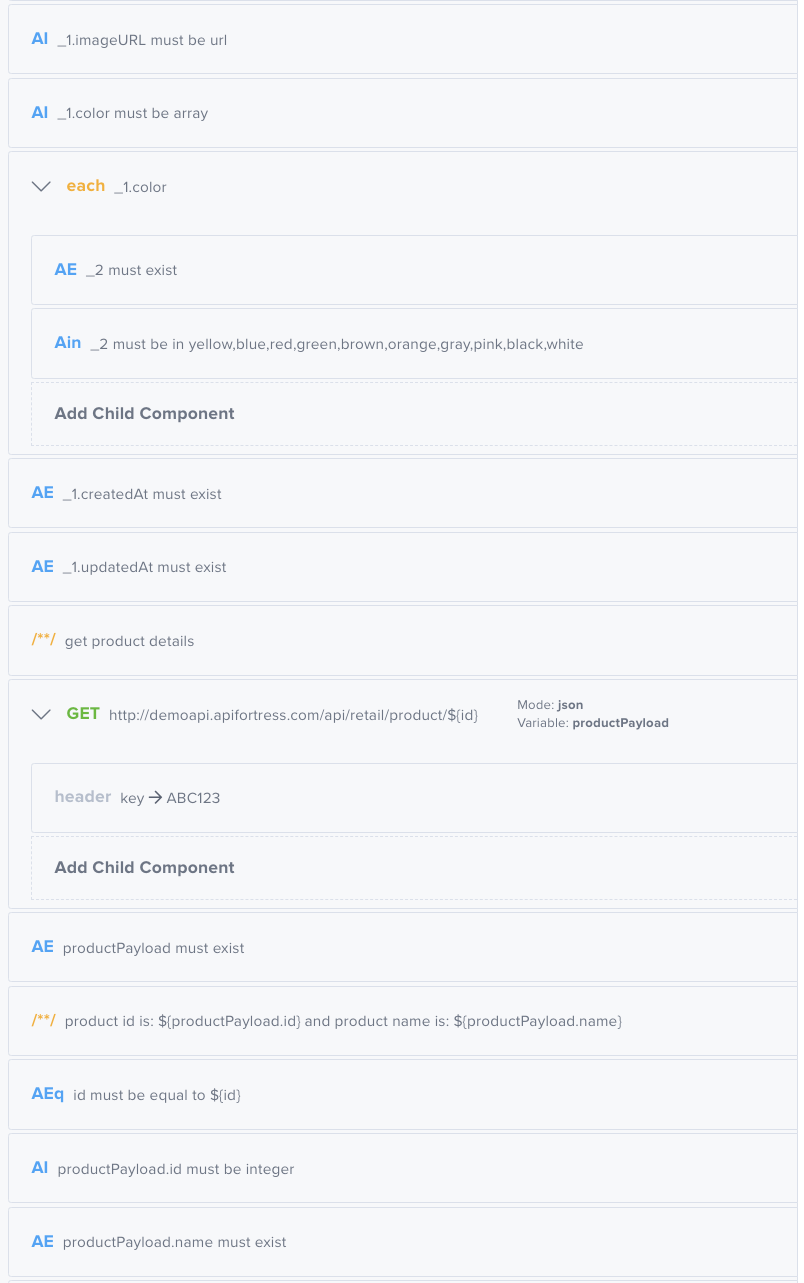 AI _1.imageURL must be url
AI _1.color must be array
each _1.color
AE _2 must exist
Ain _2 must be in yellow,blue,red,green,brown,orange,gray,pink,black,white
Add Child Component
AE _1.createdAt must exist
AE _1.updatedAt must exist
/**/ get product details
GET http://demoapi.apifortress.com/api/retail/product/${id}
Mode: json
Variable: productPayload
header key → ABC123
Add Child Component
AE productPayload must exist
/**/ product id is: ${productPayload.id} and product name is: ${productPayload.name}
AEq id must be equal to ${id}
AI productPayload.id must be integer
AE productPayload.name must exist